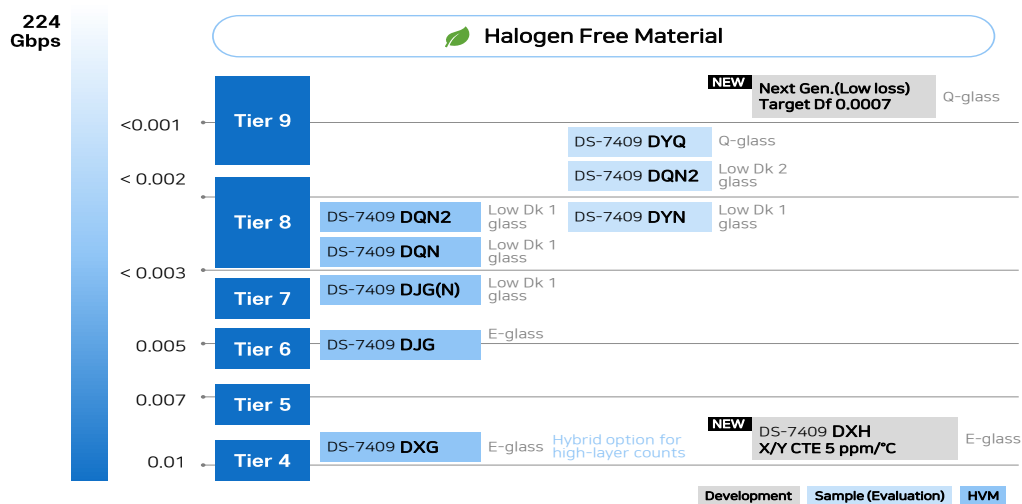 224
Gbps
Halogen Free Material
NEW
Next Gen.(Low loss)
Target Df 0.0007
Q-glass
Tier 9
<0.001
DS-7409 DYQ
Q-glass
< 0.002
DS-7409 DQN2
Low Dk 2
glass
Tier 8
DS-7409 DQN2
Low Dk 1
glass
DS-7409 DYN
Low Dk 1
glass
DS-7409 DQN
Low Dk 1
glass
< 0.003
Tier 7
DS-7409 DJG(N)
Low Dk 1
glass
0.005
Tier 6
DS-7409 DJG
E-glass
0.007
Tier 5
0.01
Tier 4
DS-7409 DXG
E-glass
Hybrid option for
high-layer counts
NEW
DS-7409 DXH
X/Y CTE 5 ppm/°C
E-glass
Development
Sample (Evaluation)
HVM